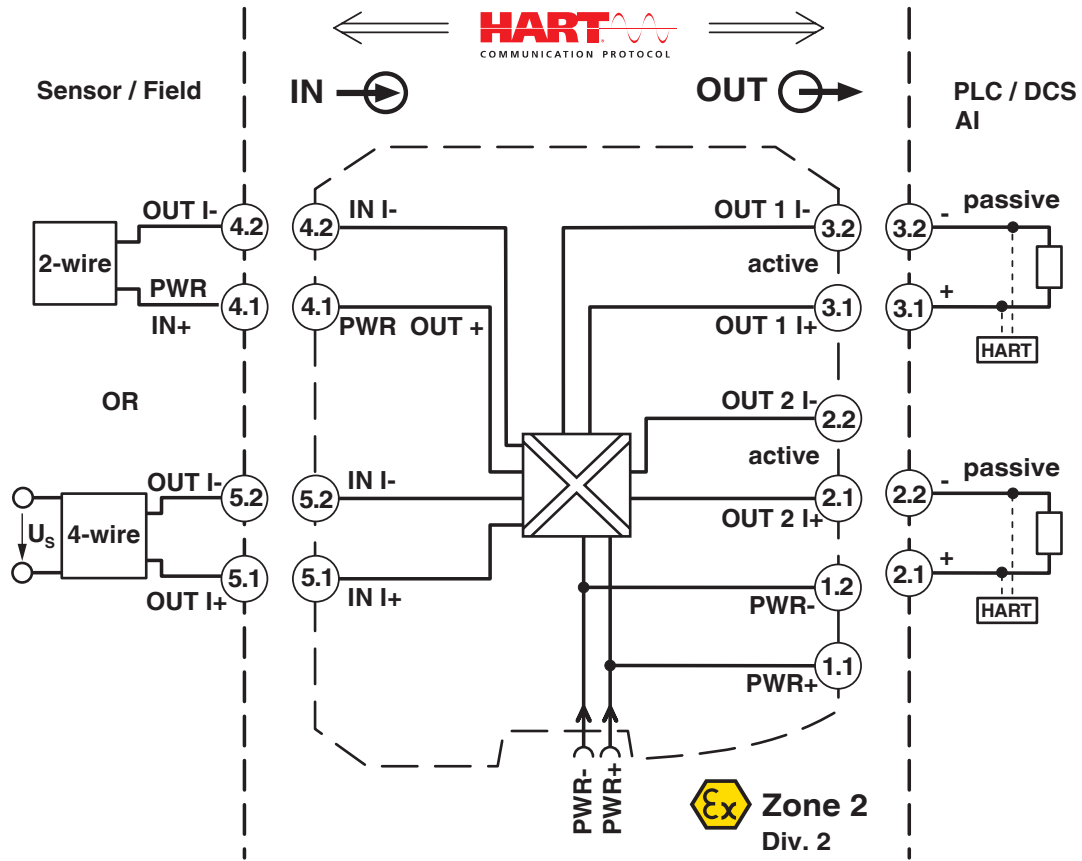 HART
COMMUNICATION PROTOCOL
Sensor / Field
IN
OUT
PLC / DCS
AI
OUT I-
4.2
4.2
IN I-
OUT 1 I-
3.2
3.2
-
passive
2-wire
active
PWR
IN+
4.1
4.1
PWR OUT +
3.1
OUT 1 I+
3.1
+
HART
OR
OUT 2 I-
2.2
active
OUT I-
5.2
5.2
IN I-
2.1
OUT 2 I+
2.2
-
passive
US
4-wire
5.1
OUT I+
5.1
IN I+
1.2
PWR-
2.1
+
HART
1.1
PWR+
PWR-
PWR+
Ex
Zone 2
Div. 2